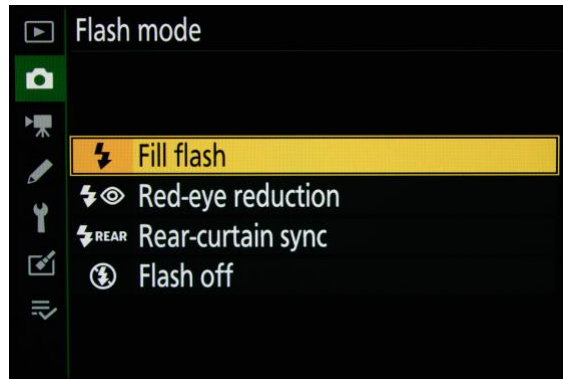 Flash mode
Fill flash
Red-eye reduction
REAR Rear-curtain sync
Flash off